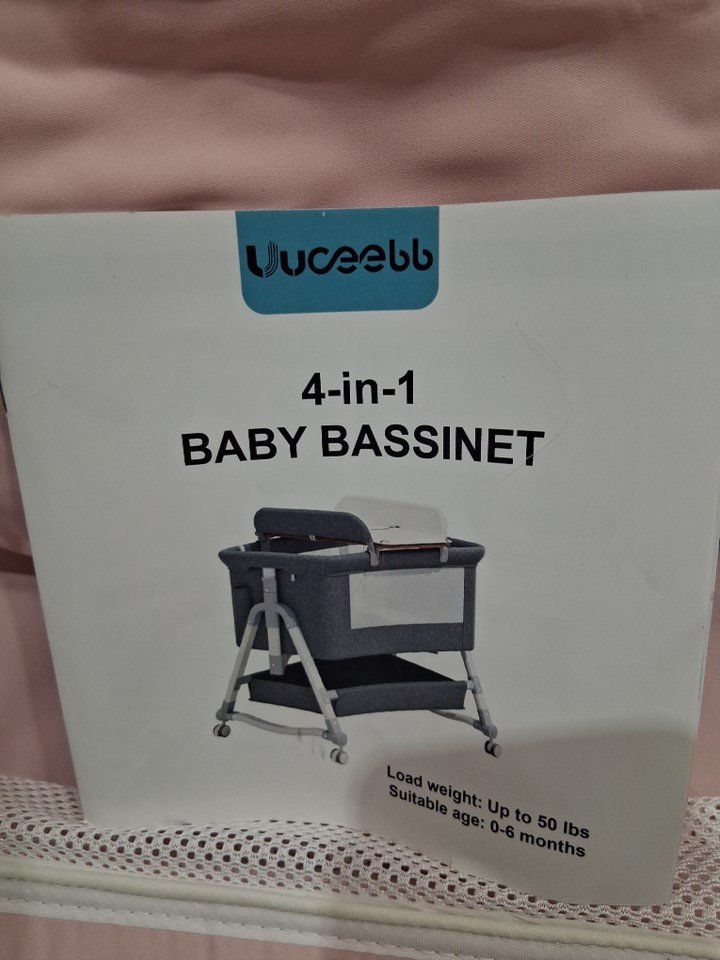 Uuceebb
4-in-1
BABY BASSINET
Load weight: Up to 50 lbs
Suitable age: 0-6 months